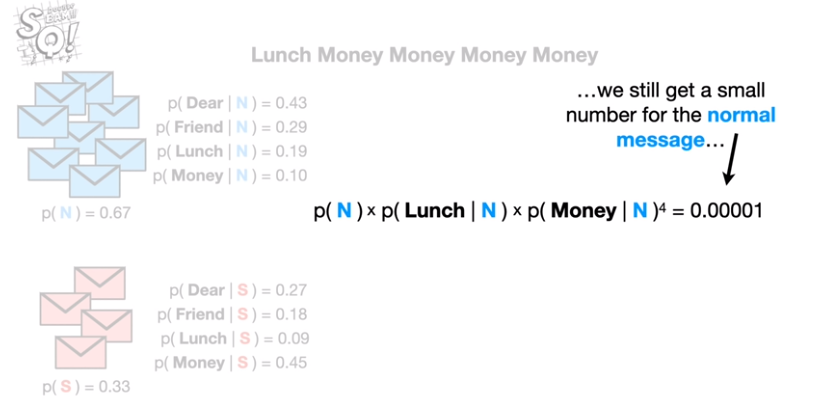 Lunch Money Money Money Money
…we still get a small
number for the normal
message…
p( Dear | N ) = 0.43
p( Friend | N ) = 0.29
p( Lunch | N ) = 0.19
p( Money | N ) = 0.10
p( N ) = 0.67
p( N ) x p( Lunch | N ) x p( Money | N )⁴ = 0.00001
p( Dear | S ) = 0.27
p( Friend | S ) = 0.18
p( Lunch | S ) = 0.09
p( Money | S ) = 0.45
p( S ) = 0.33